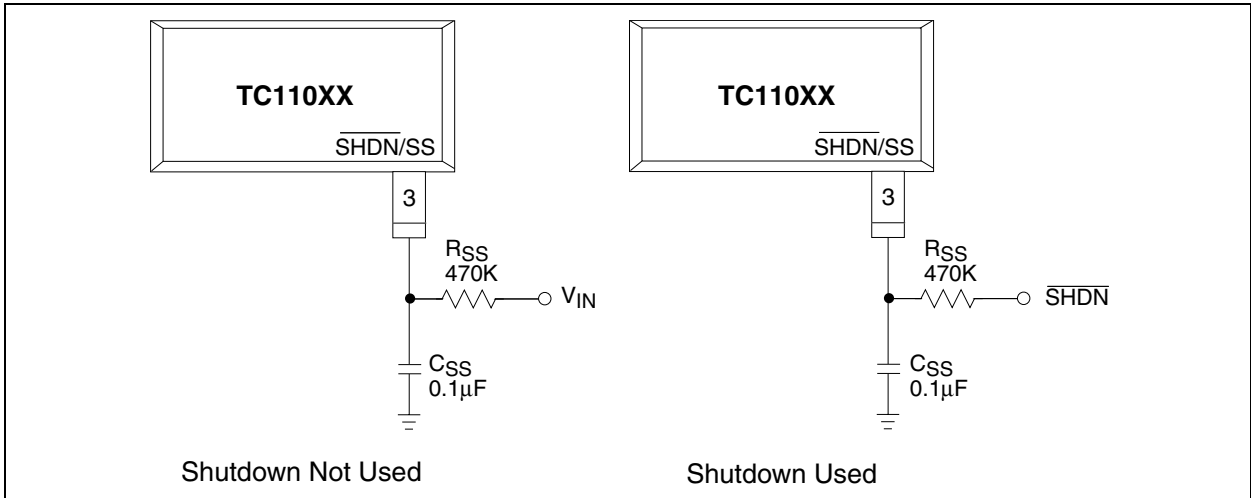 TC110XX
SHDN/SS
3
RSS
470K
VIN
CSS
0.1µF
Shutdown Not Used
TC110XX
SHDN/SS
3
RSS
470K
SHDN
CSS
0.1µF
Shutdown Used